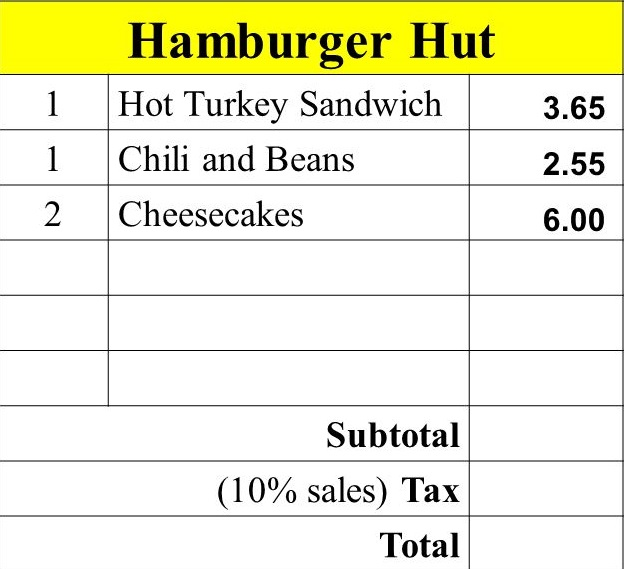 Hamburger Hut
1 Hot Turkey Sandwich 3.65
1 Chili and Beans 2.55
2 Cheesecakes 6.00
Subtotal
(10% sales) Tax
Total